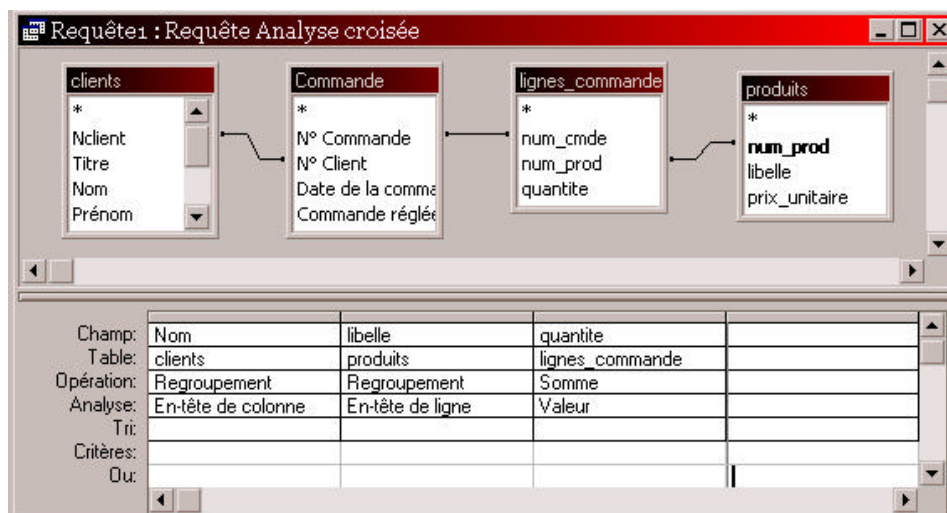 Requête1 : Requête Analyse croisée
clients
*
Nclient
Titre
Nom
Prénom
Commande
*
N° Commande
N° Client
Date de la comma
Commande réglée
lignes_commande
*
num_cmde
num_prod
quantite
produits
*
num_prod
libelle
prix_unitaire
Champ: Nom libelle quantite
Table: clients produits lignes_commande
Opération: Regroupement Regroupement Somme
Analyse: En-tête de colonne En-tête de ligne Valeur
Tri:
Critères:
Ou: